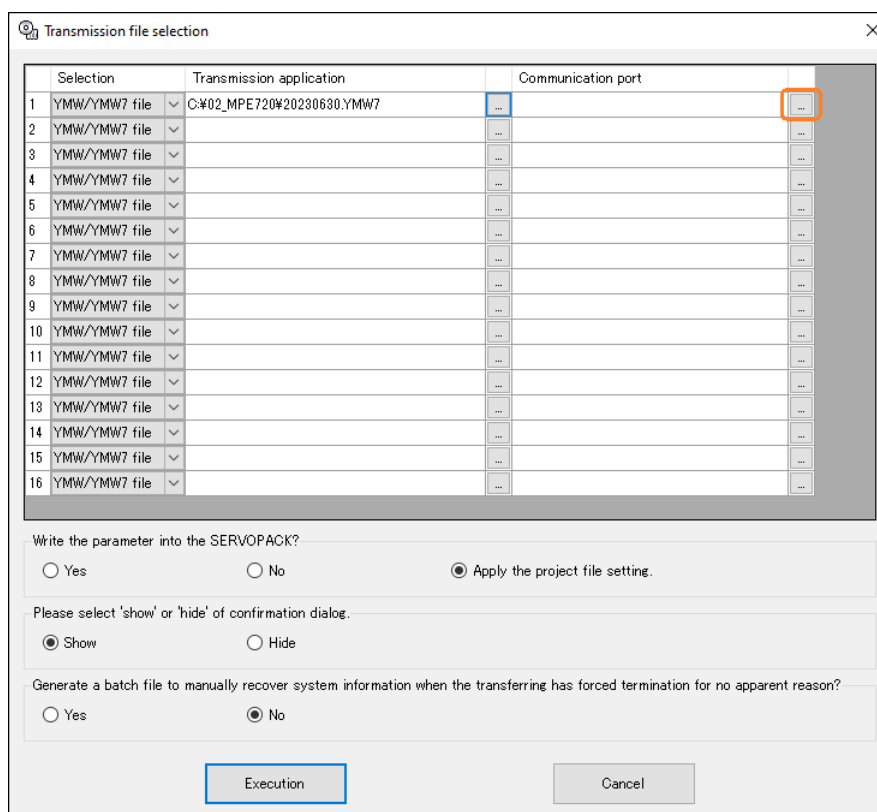 Transmission file selection
Selection Transmission application Communication port
1 YMW/YMW7 file C:¥02_MPE720¥20230630.YMW7 ... ...
2 YMW/YMW7 file ... ...
3 YMW/YMW7 file ... ...
4 YMW/YMW7 file ... ...
5 YMW/YMW7 file ... ...
6 YMW/YMW7 file ... ...
7 YMW/YMW7 file ... ...
8 YMW/YMW7 file ... ...
9 YMW/YMW7 file ... ...
10 YMW/YMW7 file ... ...
11 YMW/YMW7 file ... ...
12 YMW/YMW7 file ... ...
13 YMW/YMW7 file ... ...
14 YMW/YMW7 file ... ...
15 YMW/YMW7 file ... ...
16 YMW/YMW7 file ... ...
Write the parameter into the SERVOPACK?
Yes No Apply the project file setting.
Please select 'show' or 'hide' of confirmation dialog.
Show Hide
Generate a batch file to manually recover system information when the transferring has forced termination for no apparent reason?
Yes No
Execution Cancel